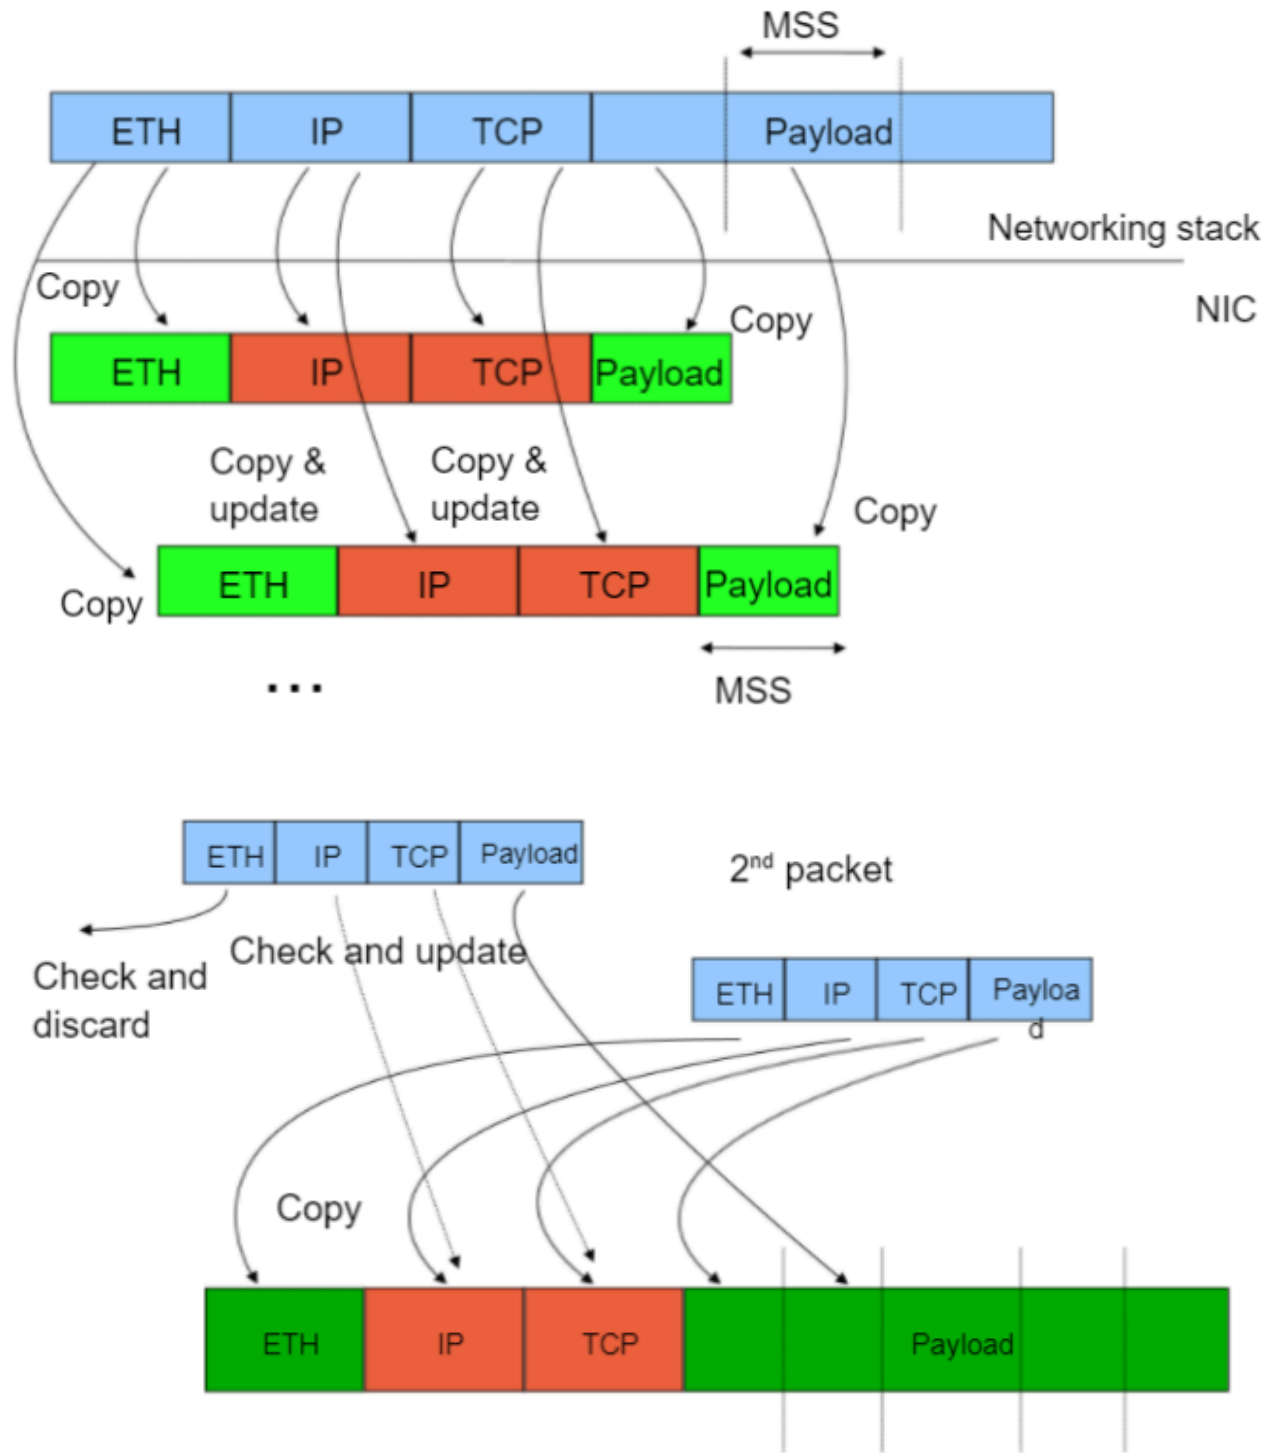 MSS
ETH IP TCP Payload
Networking stack
Copy
NIC
Copy
ETH IP TCP Payload
Copy &
update
Copy &
update
Copy
ETH IP TCP Payload
Copy
MSS
...
ETH IP TCP Payload
2nd packet
Check and update
Check and
discard
ETH IP TCP Payloa
d
Copy
ETH IP TCP Payload